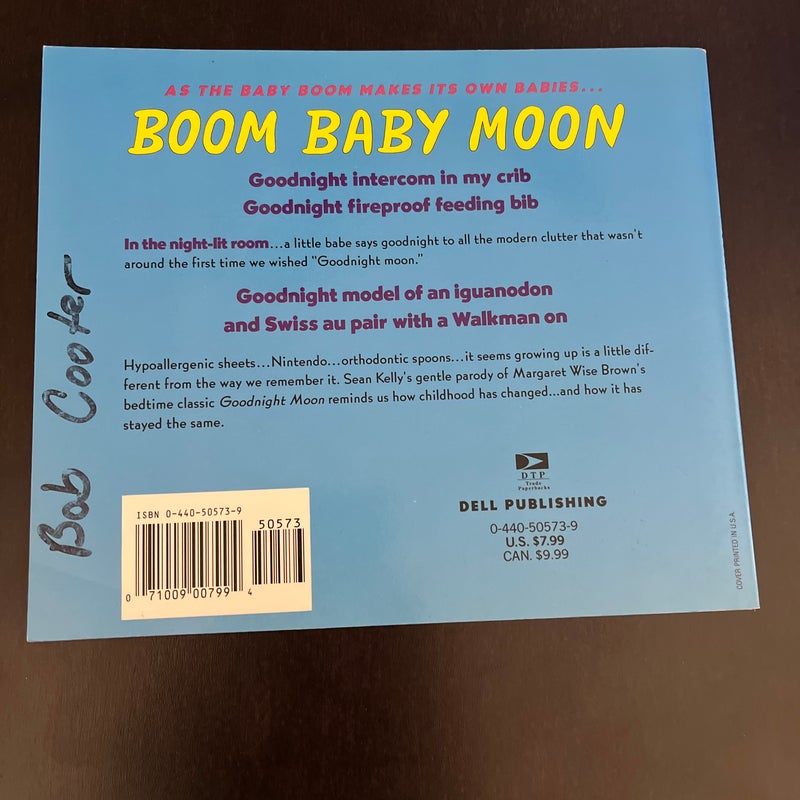 AS THE BABY BOOM MAKES ITS OWN BABIES...
BOOM BABY MOON
Goodnight intercom in my crib
Goodnight fireproof feeding bib
In the night-lit room...a little babe says goodnight to all the modern clutter that wasn't
around the first time we wished "Goodnight moon."
Goodnight model of an iguanodon
and Swiss au pair with a Walkman on
Hypoallergenic sheets...Nintendo...orthodontic spoons...it seems growing up is a little dif-
ferent from the way we remember it. Sean Kelly's gentle parody of Margaret Wise Brown's
bedtime classic Goodnight Moon reminds us how childhood has changed...and how it has
stayed the same.
Bob Cooter
DTP
Trade
Paperbacks
DELL PUBLISHING
0-440-50573-9
U.S. $7.99
CAN. $9.99
ISBN 0-440-50573-9
50573
0 71009 00799 4
COVER PRINTED IN U.S.A.